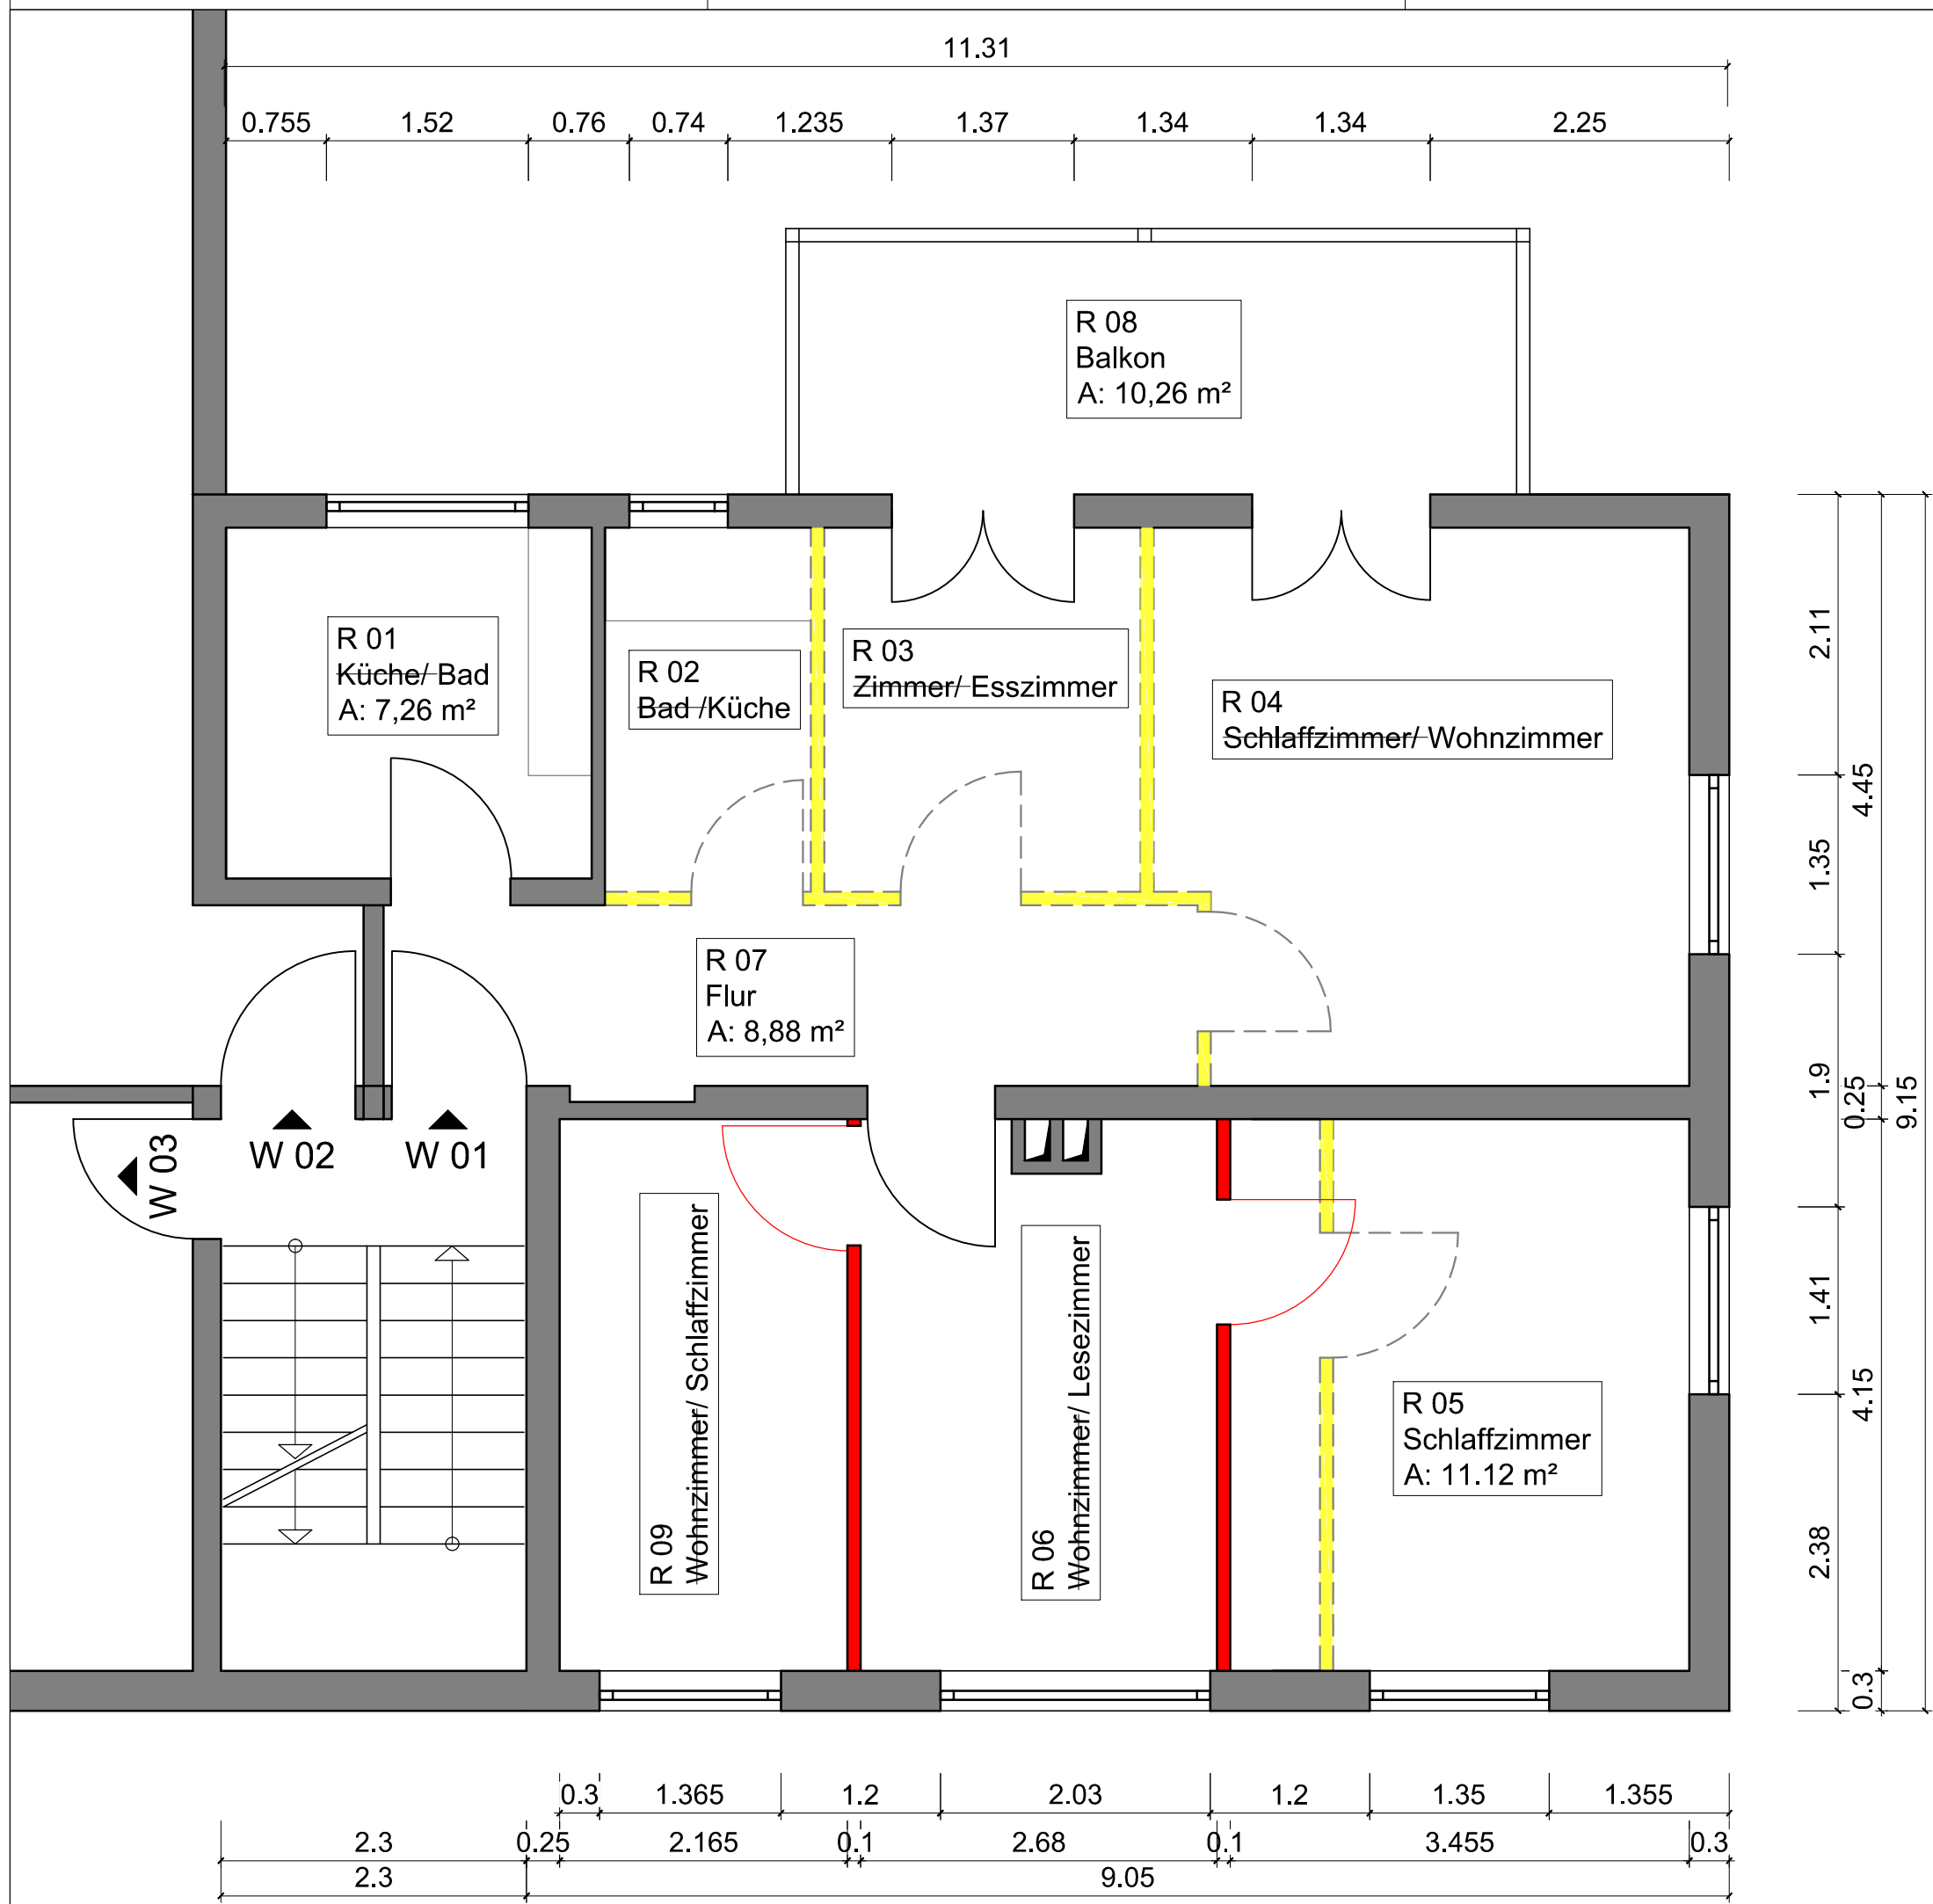 11.31
0.755 1.52 0.76 0.74 1.235 1.37 1.34 1.34 2.25
R 08
Balkon
A: 10,26 m²
R 01
Küche/ Bad
A: 7,26 m²
R 02
Bad /Küche
R 03
Zimmer/ Esszimmer
R 04
Schlaffzimmer/ Wohnzimmer
R 07
Flur
A: 8,88 m²
W 03
W 02
W 01
R 09
Wohnzimmer/ Schlaffzimmer
R 06
Wohnzimmer/ Lesezimmer
R 05
Schlaffzimmer
A: 11.12 m²
2.11
1.35
1.9
1.41
2.38
4.45
0.25
4.15
0.3
9.15
0.3 1.365 1.2 2.03 1.2 1.35 1.355
2.3 0.25 2.165 0.1 2.68 0.1 3.455 0.3
2.3 9.05